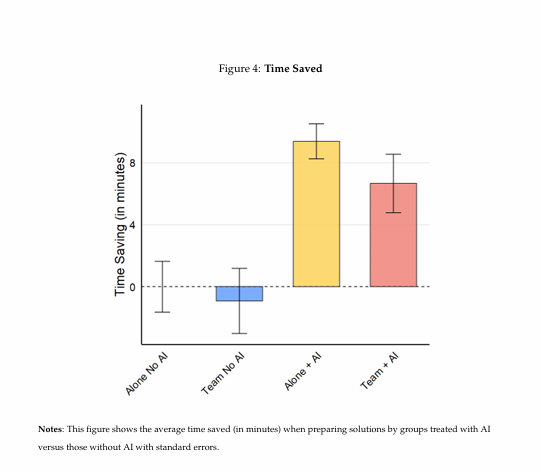 Figure 4: Time Saved
Time Saving (in minutes)
8
4
0
Alone No AI
Team No AI
Alone + AI
Team + AI
Notes: This figure shows the average time saved (in minutes) when preparing solutions by groups treated with AI
versus those without AI with standard errors.